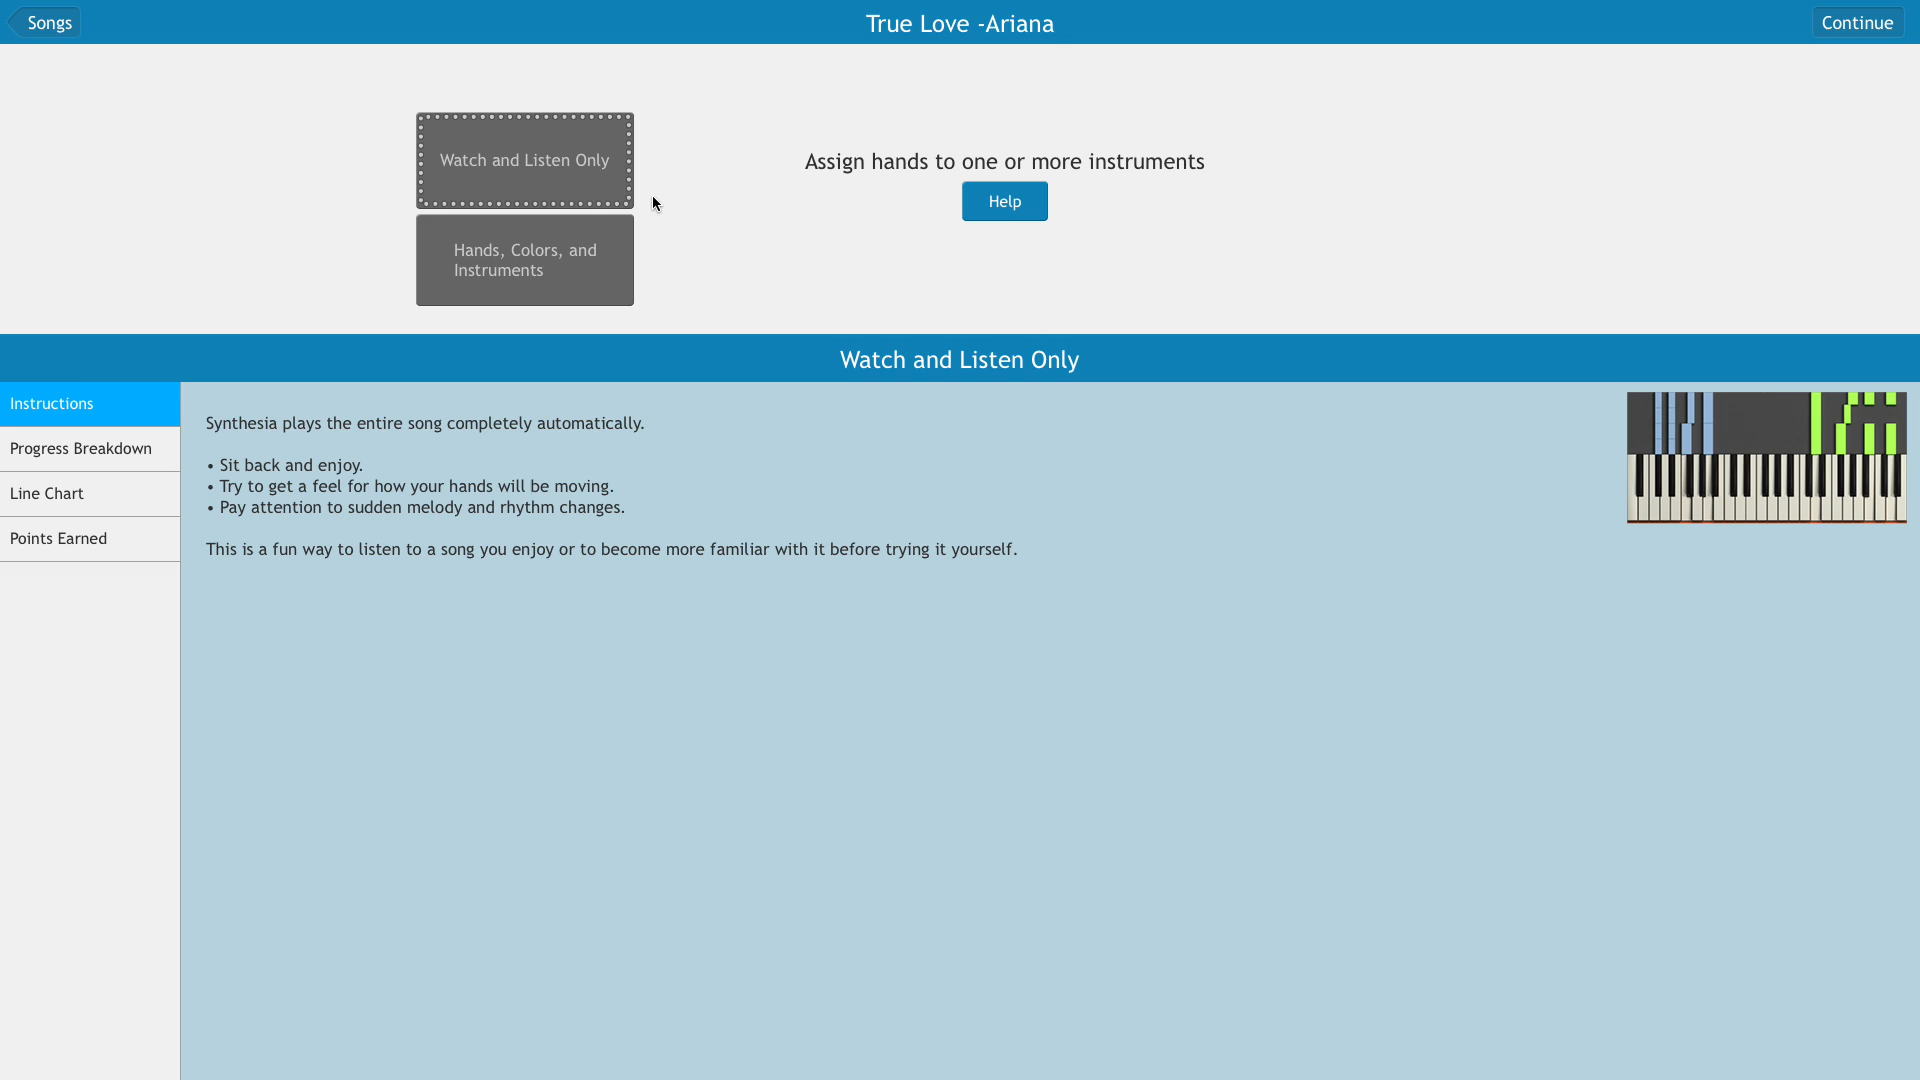 Songs
True Love -Ariana
Continue
Watch and Listen Only
Assign hands to one or more instruments
Help
Hands, Colors, and
Instruments
Watch and Listen Only
Instructions
Progress Breakdown
Line Chart
Points Earned
Synthesia plays the entire song completely automatically.
• Sit back and enjoy.
• Try to get a feel for how your hands will be moving.
• Pay attention to sudden melody and rhythm changes.
This is a fun way to listen to a song you enjoy or to become more familiar with it before trying it yourself.